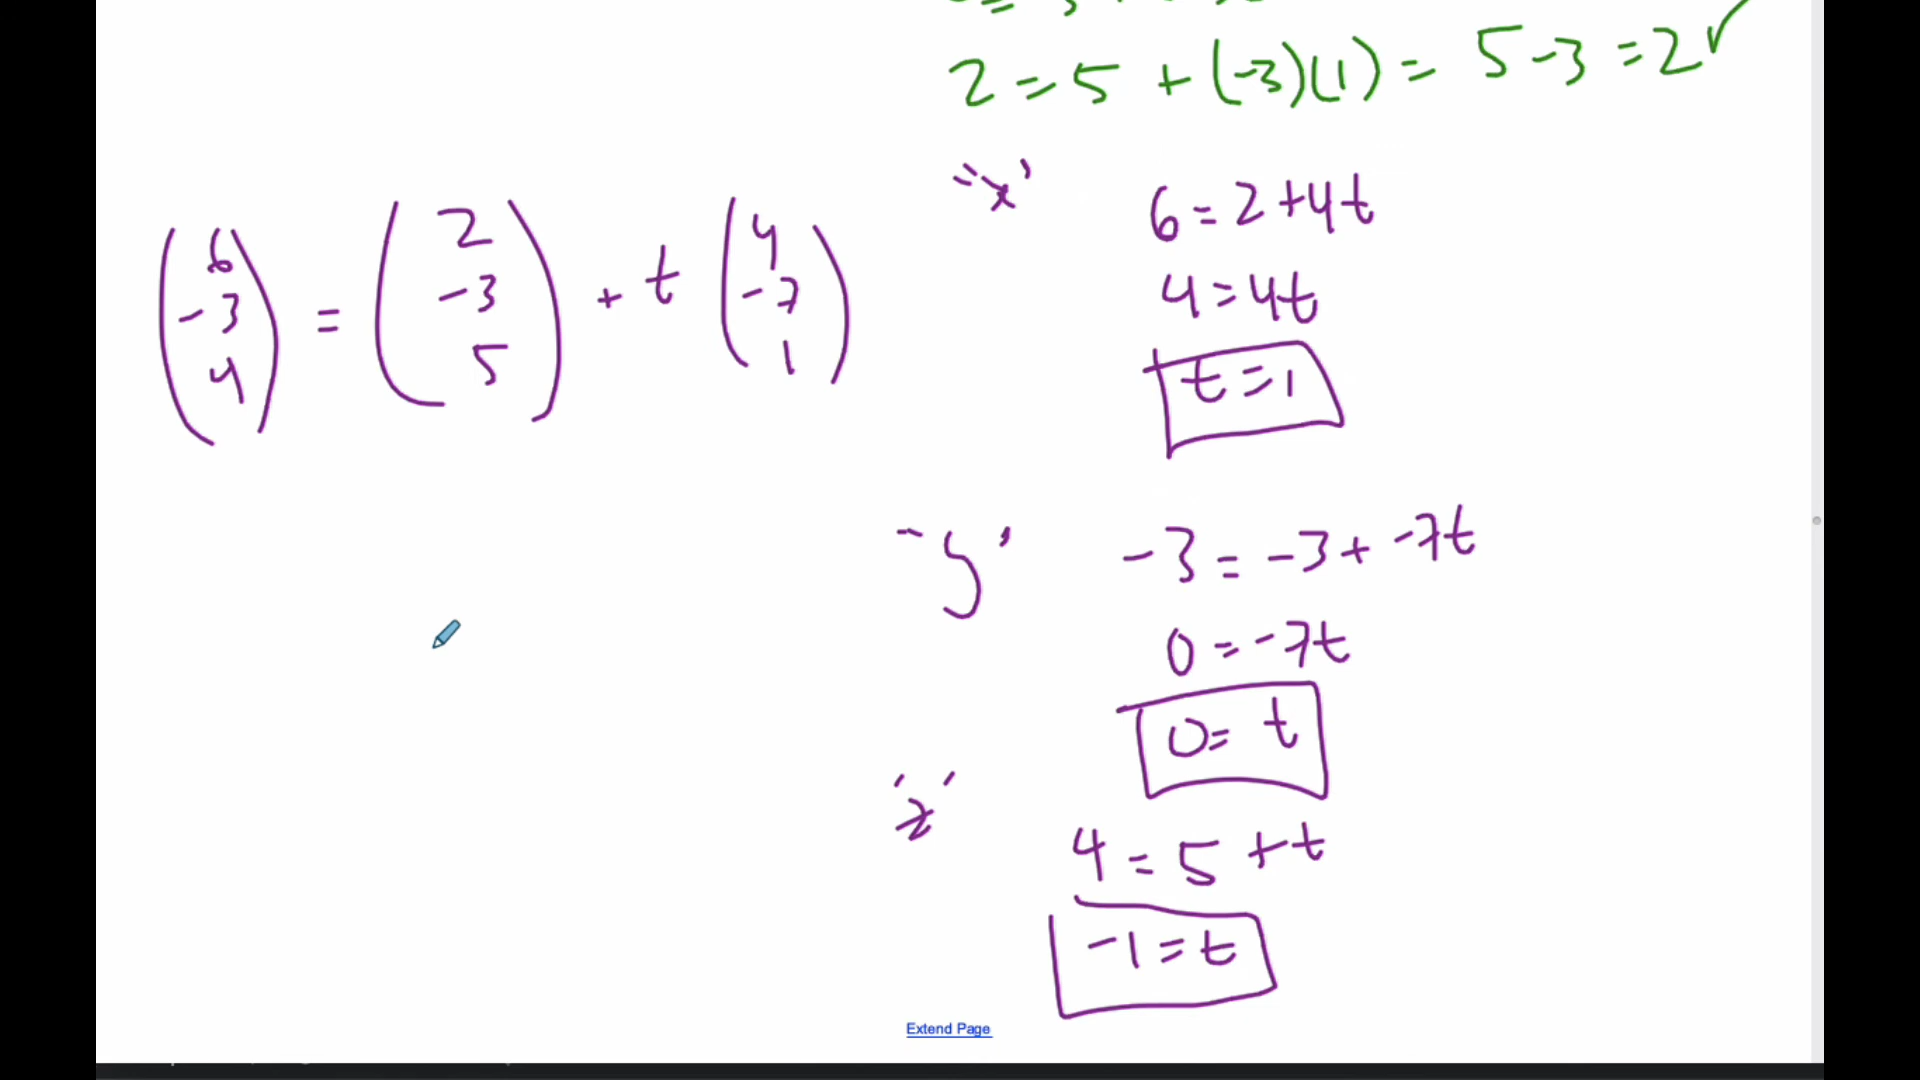 2 = 5 + (-3)(1) = 5 - 3 = 2 ✓
"x"
6 = 2 + 4t
4 = 4t
t = 1
(6 -3 4) = (2 -3 5) + t (4 -7 1)
"y"
-3 = -3 + -7t
0 = -7t
0 = t
"z"
4 = 5 + t
-1 = t
Extend Page